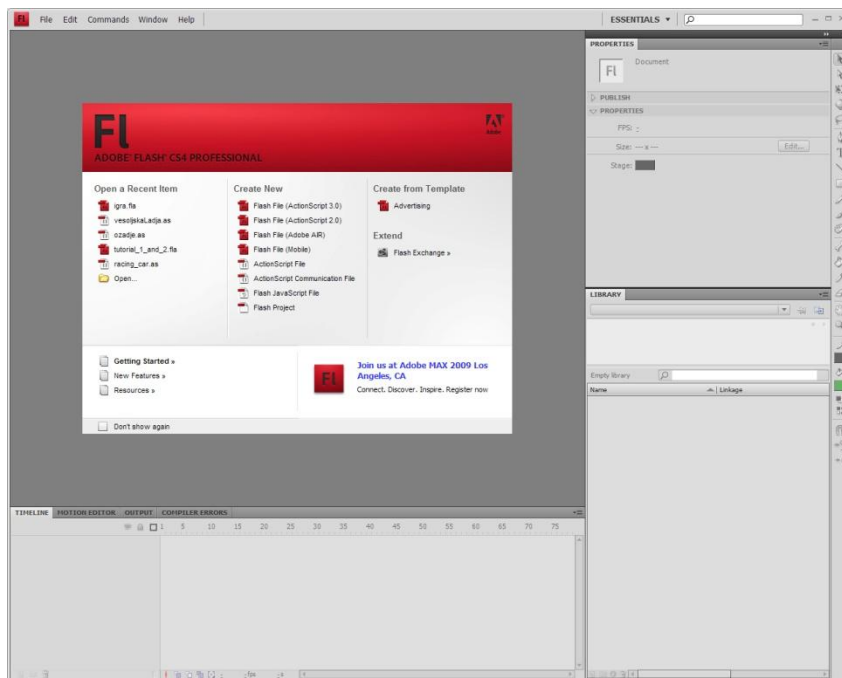 FL File Edit Commands Window Help ESSENTIALS
PROPERTIES
Fl Document
PUBLISH
PROPERTIES
FPS: -
Size: --- x --- Edit...
Stage:
Fl
Adobe
ADOBE® FLASH® CS4 PROFESSIONAL
Open a Recent Item
igra.fla
vesoljskaLadja.as
ozadje.as
tutorial_1_and_2.fla
racing_car.as
Open...
Create New
Flash File (ActionScript 3.0)
Flash File (ActionScript 2.0)
Flash File (Adobe AIR)
Flash File (Mobile)
ActionScript File
ActionScript Communication File
Flash JavaScript File
Flash Project
Create from Template
Advertising
Extend
Flash Exchange »
Getting Started »
New Features »
Resources »
Fl
Join us at Adobe MAX 2009 Los
Angeles, CA
Connect. Discover. Inspire. Register now
Don't show again
LIBRARY
Empty library
Name Linkage
TIMELINE MOTION EDITOR OUTPUT COMPILER ERRORS
1 5 10 15 20 25 30 35 40 45 50 55 60 65 70 75
fps s